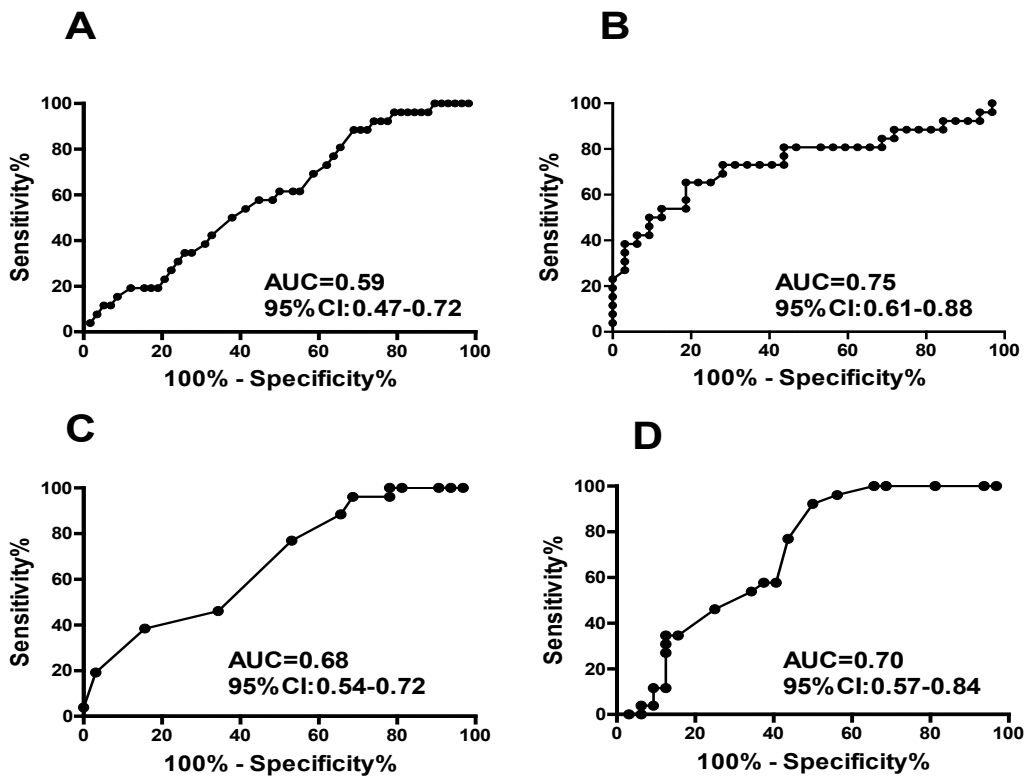 A
Sensitivity%
100
80
60
40
20
0
AUC=0.59
95%CI:0.47-0.72
0 20 40 60 80 100
100% - Specificity%
B
Sensitivity%
100
80
60
40
20
0
AUC=0.75
95%CI:0.61-0.88
0 20 40 60 80 100
100% - Specificity%
C
Sensitivity%
100
80
60
40
20
0
AUC=0.68
95%CI:0.54-0.72
0 20 40 60 80 100
100% - Specificity%
D
Sensitivity%
100
80
60
40
20
0
AUC=0.70
95%CI:0.57-0.84
0 20 40 60 80 100
100% - Specificity%